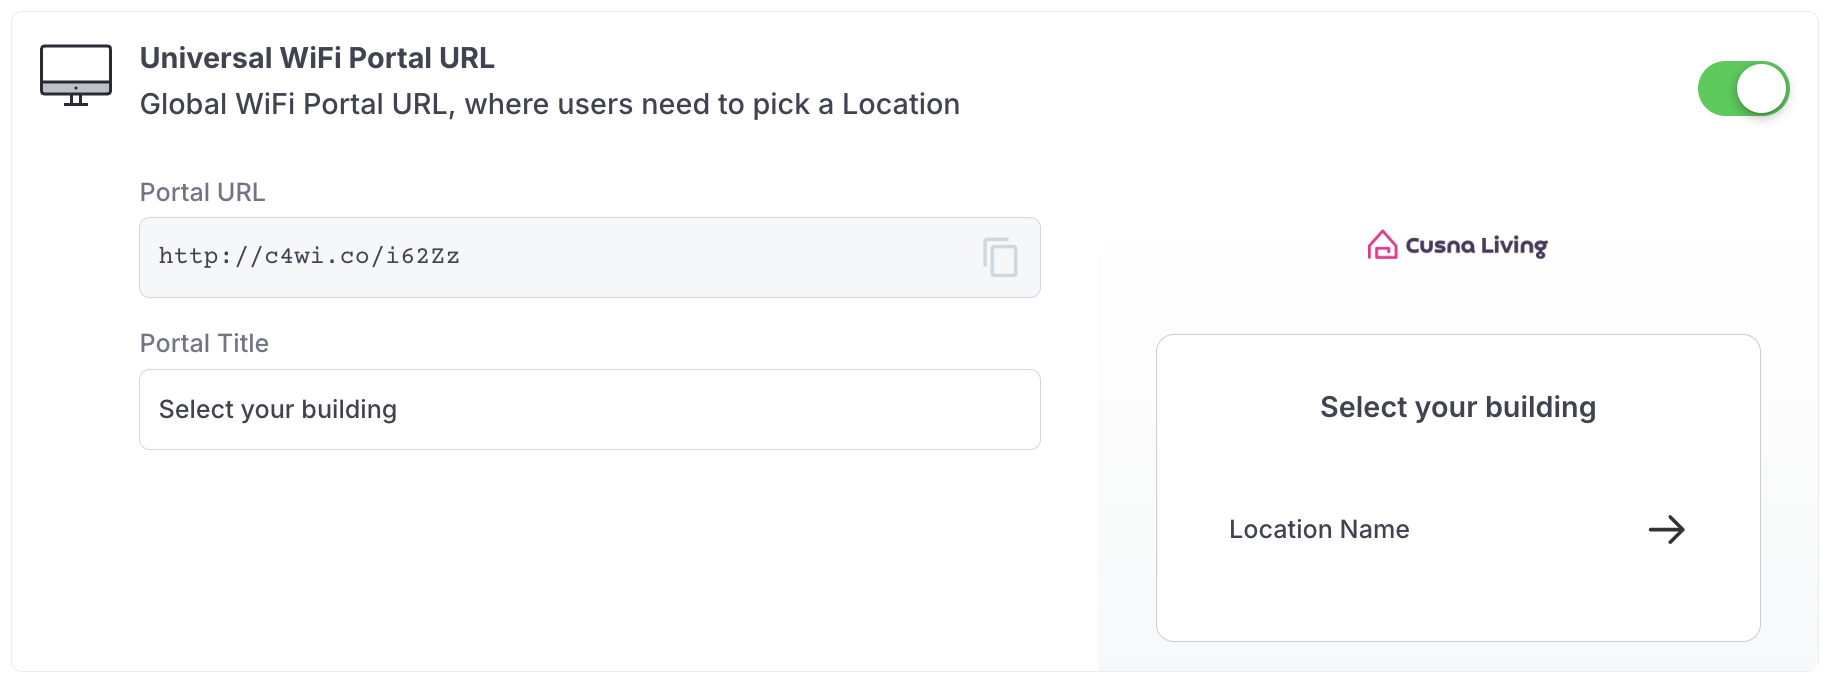 Universal WiFi Portal URL
Global WiFi Portal URL, where users need to pick a Location
Portal URL
http://c4wi.co/i62Zz
Portal Title
Select your building
Cusna Living
Select your building
Location Name